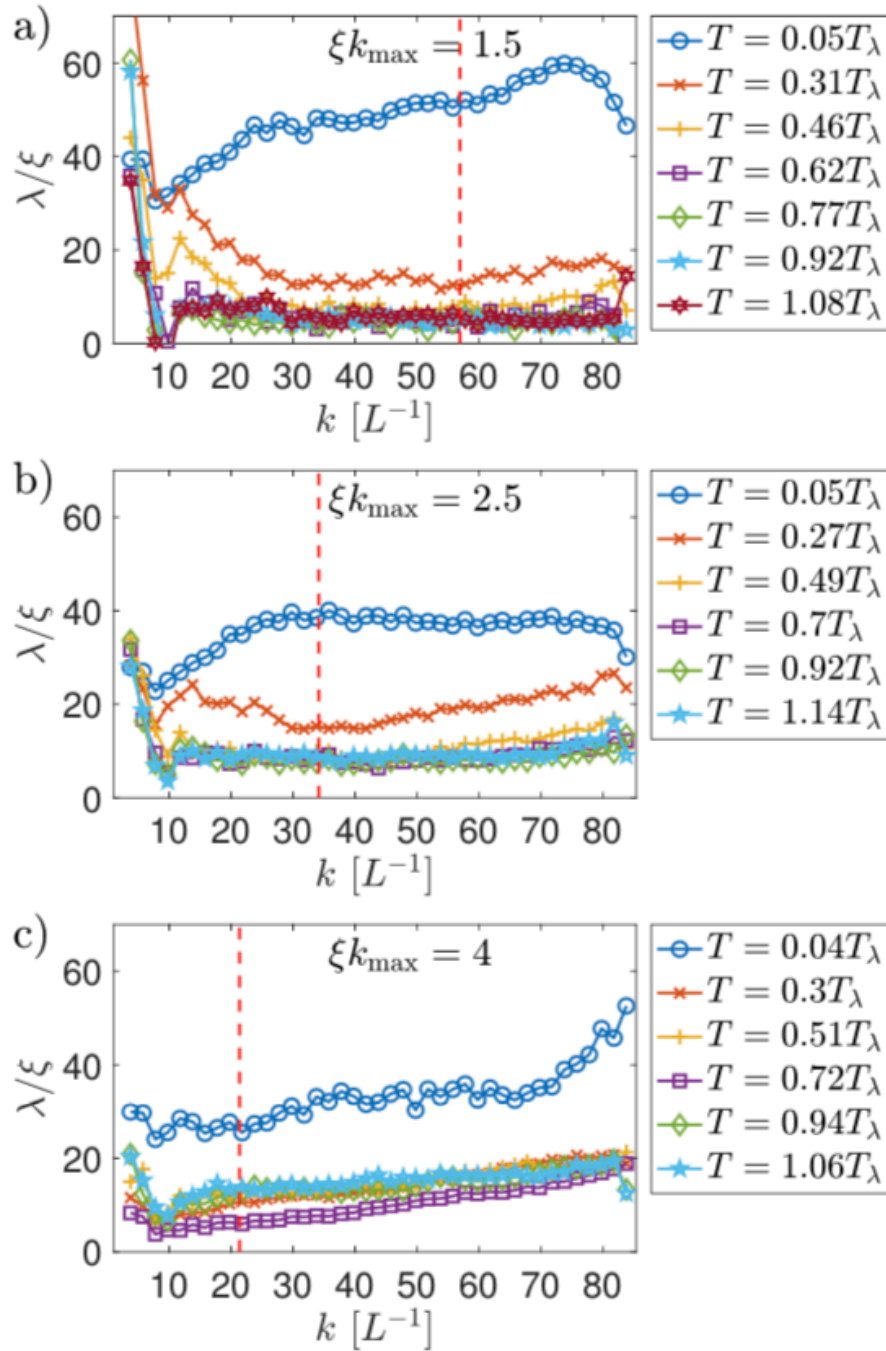 a)
ξk_max = 1.5
60
40
20
0
λ/ξ
10 20 30 40 50 60 70 80
k [L⁻¹]
T = 0.05T_λ
T = 0.31T_λ
T = 0.46T_λ
T = 0.62T_λ
T = 0.77T_λ
T = 0.92T_λ
T = 1.08T_λ
b)
ξk_max = 2.5
60
40
20
0
λ/ξ
10 20 30 40 50 60 70 80
k [L⁻¹]
T = 0.05T_λ
T = 0.27T_λ
T = 0.49T_λ
T = 0.7T_λ
T = 0.92T_λ
T = 1.14T_λ
c)
ξk_max = 4
60
40
20
0
λ/ξ
10 20 30 40 50 60 70 80
k [L⁻¹]
T = 0.04T_λ
T = 0.3T_λ
T = 0.51T_λ
T = 0.72T_λ
T = 0.94T_λ
T = 1.06T_λ